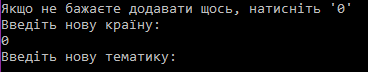 Якщо не бажаєте додавати щось, натисніть '0'
Введіть нову країну:
0
Введіть нову тематику: